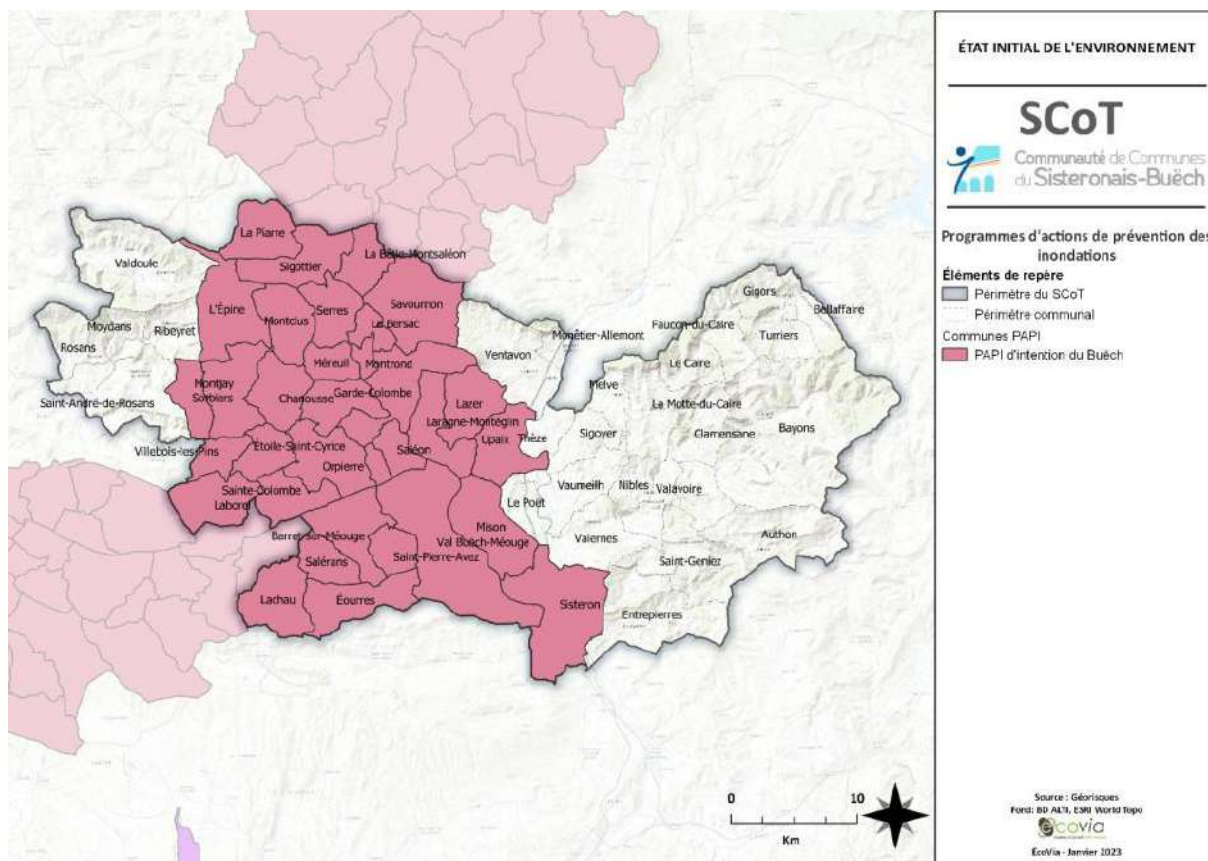 La Piarre
La Bâtie-Montsaléon
Sigottier
Valdoule
Savournon
L'Épine
Serres
Montclus
Le Bersac
Moydans
Ribeyret
Rosans
Monêtier-Allemont
Ventavon
Gigors
Bellaffaire
Faucon-du-Caire
Turriers
Le Caire
Melve
Méreuil
Montrond
Montjay
Sorbiers
Chanousse
Garde-Colombe
Lazer
Laragne-Montéglin
Upaix
Thèze
Saint-André-de-Rosans
La Motte-du-Caire
Sigoyer
Clamensane
Bayons
Villebois-les-Pins
Étoile-Saint-Cyrice
Saléon
Orpierre
Sainte-Colombe
Laborel
Le Poët
Vaumeilh
Nibles
Valavoire
Mison
Barret-sur-Méouge
Val Buëch-Méouge
Valernes
Authon
Saint-Pierre-Avez
Salérans
Saint-Geniez
Lachau
Éourres
Sisteron
Entrepierres
0 10
Km
ÉTAT INITIAL DE L'ENVIRONNEMENT
SCoT
Communauté de Communes
du Sisteronais-Buëch
Programmes d'actions de prévention des
inondations
Éléments de repère
Périmètre du SCoT
Périmètre communal
Communes PAPI
PAPI d'intention du Buëch
Source : Géorisques
Fond: BD ALTI, ESRI World Topo
écovia
EcoVia - Janvier 2023